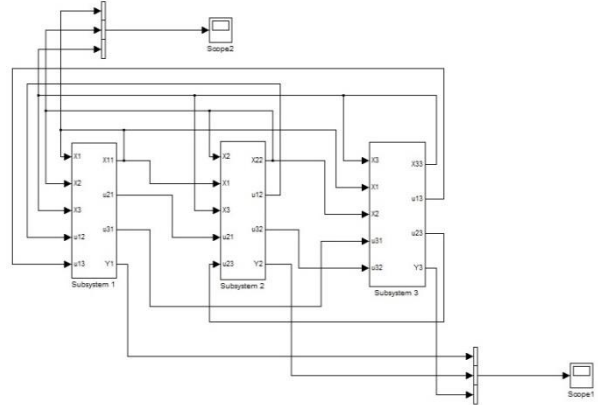 Scope2
X1
X2
X3
u12
u13
X11
u21
u31
Y1
Subsystem 1
X2
X1
X3
u21
u23
X22
u12
u32
Y2
Subsystem 2
X3
X1
X2
u31
u32
X33
u13
u23
Y3
Subsystem 3
Scope1